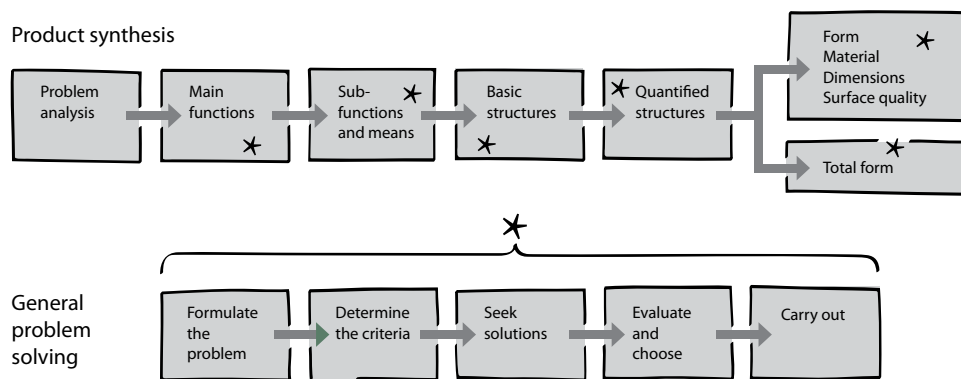 Product synthesis
Problem
analysis
Main
functions
Sub-
functions
and means
Basic
structures
Quantified
structures
Form
Material
Dimensions
Surface quality
Total form
General
problem
solving
Formulate
the
problem
Determine
the criteria
Seek
solutions
Evaluate
and
choose
Carry out